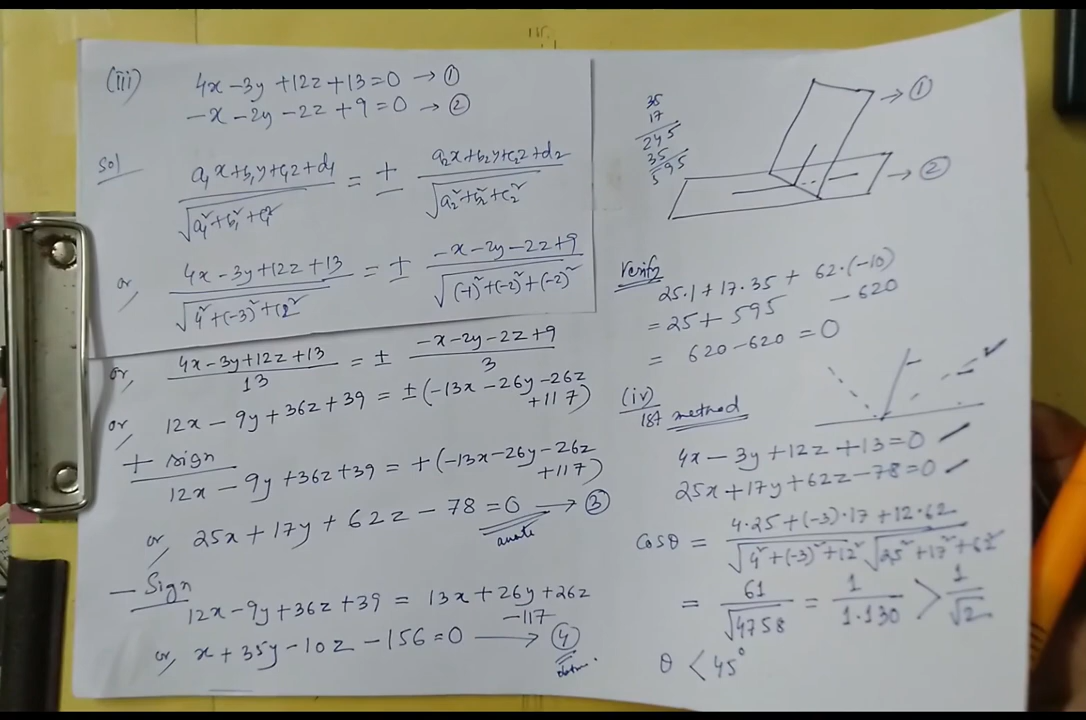 (iii) 4x-3y+12z+13=0 → ①
-x-2y-2z+9=0 → ②
Sol
(a₁x+b₁y+c₁z+d₁)/√(a₁²+b₁²+c₁²) = ± (a₂x+b₂y+c₂z+d₂)/√(a₂²+b₂²+c₂²)
or, (4x-3y+12z+13)/√(4²+(-3)²+12²) = ± (-x-2y-2z+9)/√((-1)²+(-2)²+(-2)²)
or, (4x-3y+12z+13)/13 = ± (-x-2y-2z+9)/3
or, 12x-9y+36z+39 = ±(-13x-26y-26z
+117)
+ sign
12x-9y+36z+39 = +(-13x-26y-26z
+117)
or, 25x+17y+62z-78=0 → ③
- Sign
12x-9y+36z+39 = 13x+26y+26z
-117
or, x+35y-10z-156=0 → ④
35
17
245
35
595
→ ①
→ ②
25.1+17.35+62.(-10)
=25+595 -620
= 620-620=0
(iv)
1st method
4x-3y+12z+13=0
25x+17y+62z-78=0
Cosθ = (4.25+(-3).17+12.62)/(√(4²+(-3)²+12²) √(25²+17²+62²))
= 61/√4758 = 1/1.130 > 1/√2
θ < 45°